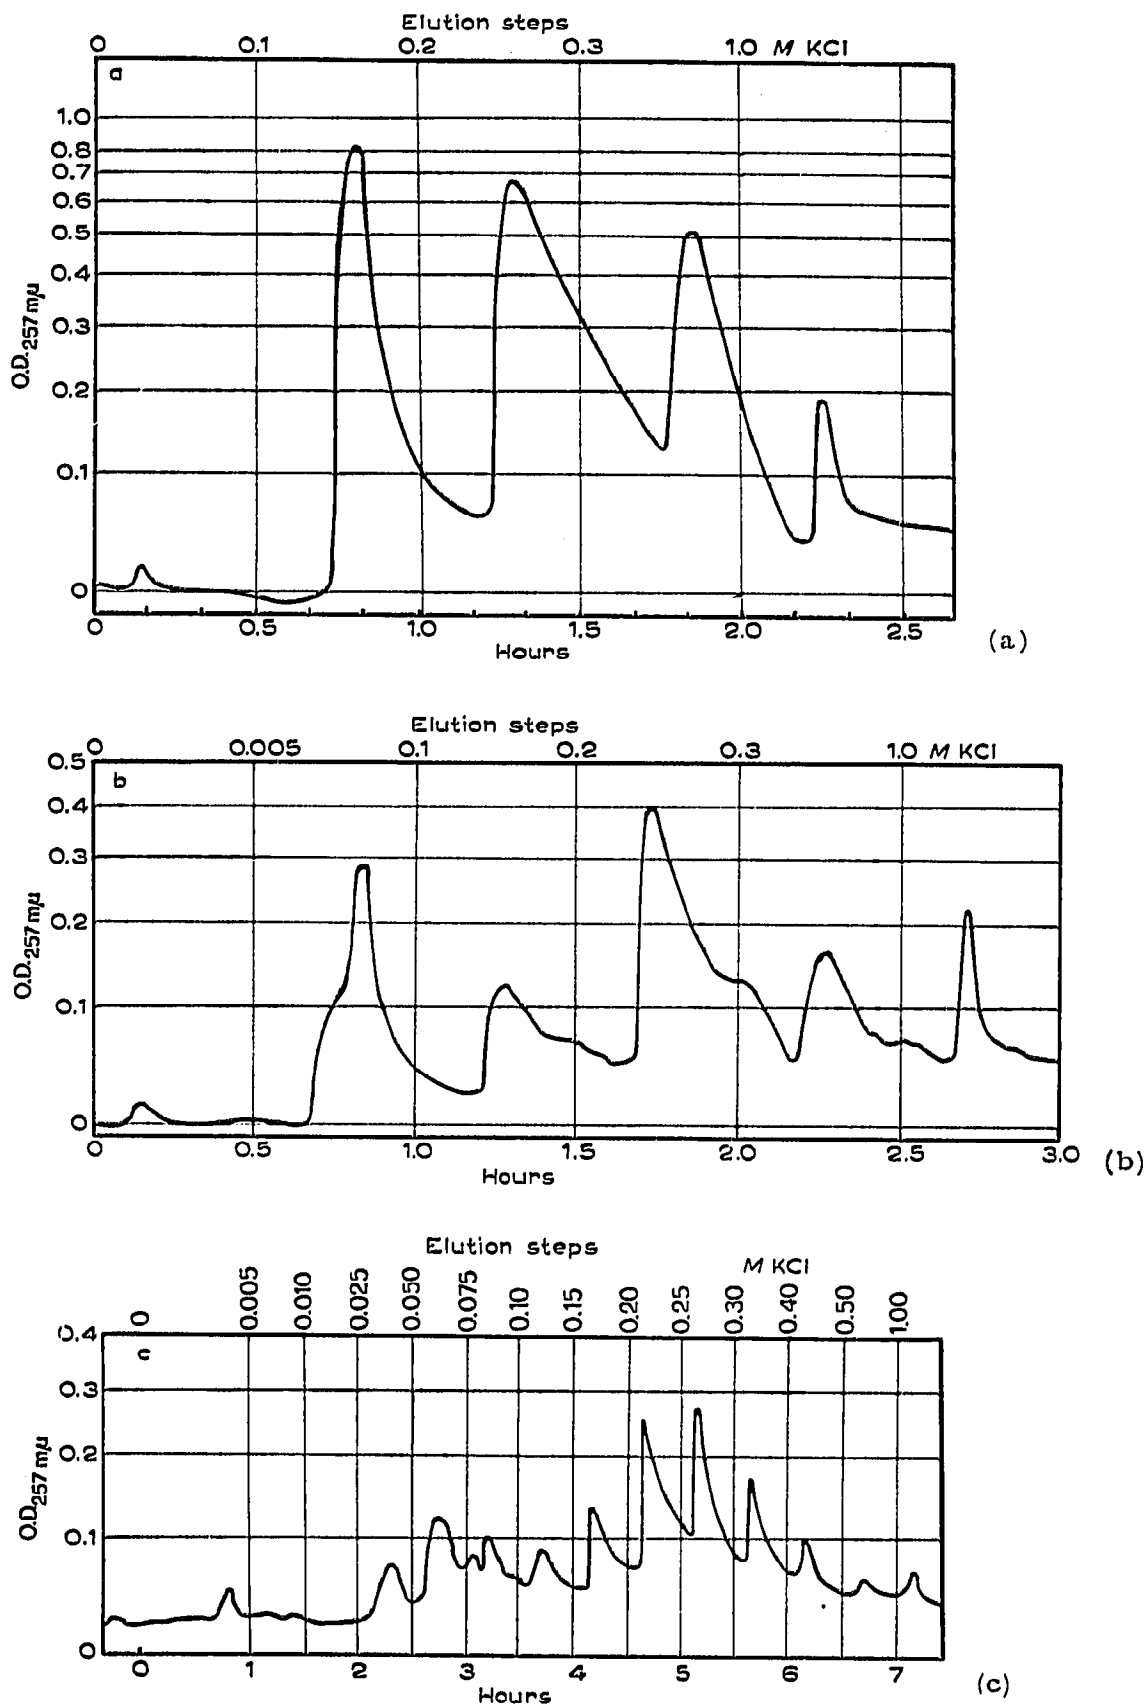 Elution steps
0 0.1 0.2 0.3 1.0 M KCl
a
1.0
0.8
0.7
0.6
0.5
0.4
0.3
0.2
0.1
0
O.D.257 mµ
0 0.5 1.0 1.5 2.0 2.5
Hours
(a)
Elution steps
0 0.005 0.1 0.2 0.3 1.0 M KCl
b
0.5
0.4
0.3
0.2
0.1
0
O.D.257 mµ
0 0.5 1.0 1.5 2.0 2.5 3.0
Hours
(b)
Elution steps
M KCl
0 0.005 0.010 0.025 0.050 0.075 0.10 0.15 0.20 0.25 0.30 0.40 0.50 1.00
c
0.4
0.3
0.2
0.1
0
O.D.257 mµ
0 1 2 3 4 5 6 7
Hours
(c)